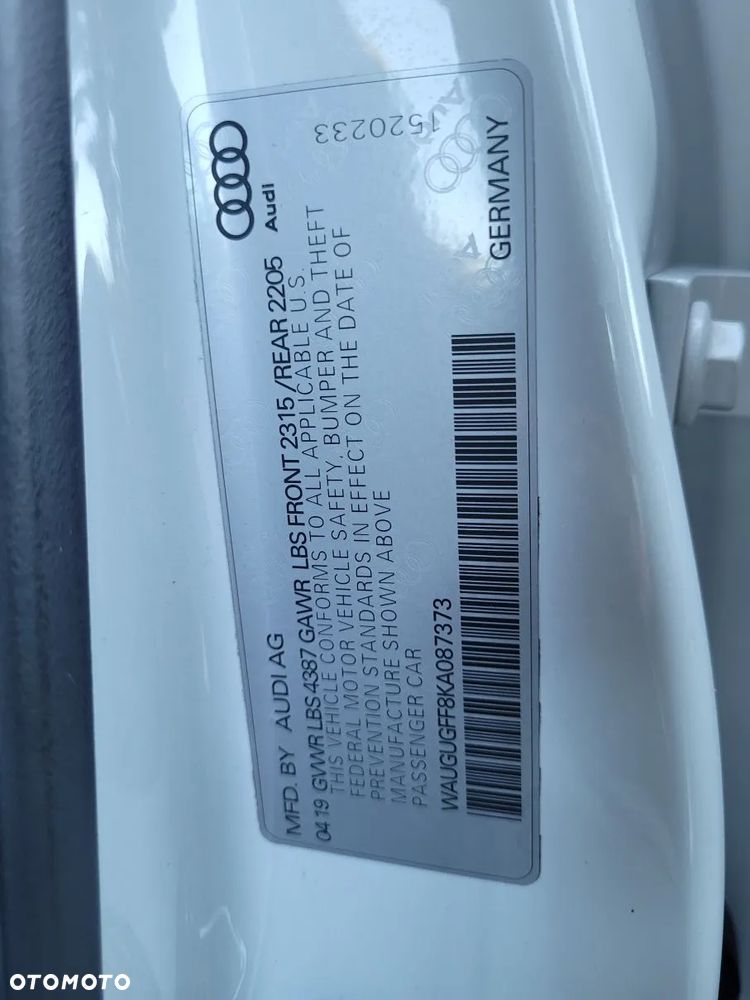 MFD. BY AUDI AG
04 19 GVWR LBS 4387 GAWR LBS FRONT 2315 /REAR 2205
THIS VEHICLE CONFORMS TO ALL APPLICABLE U.S.
FEDERAL MOTOR VEHICLE SAFETY, BUMPER AND THEFT
PREVENTION STANDARDS IN EFFECT ON THE DATE OF
MANUFACTURE SHOWN ABOVE
PASSENGER CAR
WAUGUGFF8KA087373
Audi
1520233
GERMANY
OTOMOTO